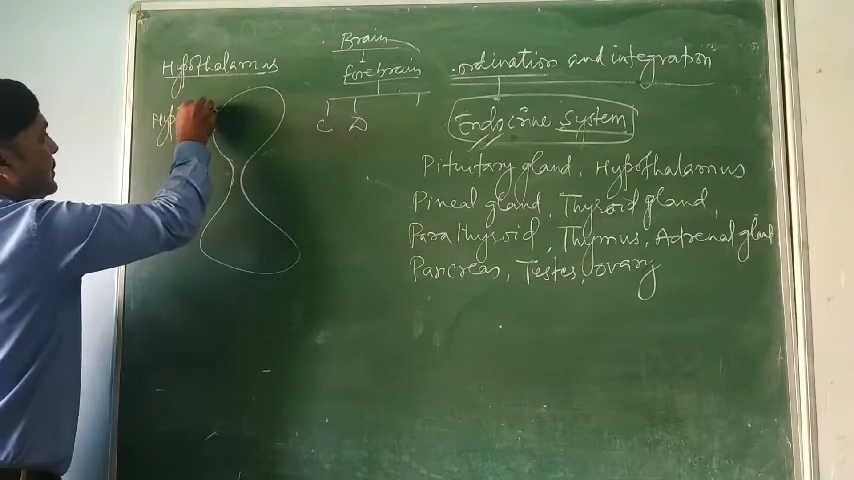 Brain
Hypothalamus
forebrain
ordination and integration
Hyp
C D
Endocrine System
Pituitary gland, Hypothalamus
Pineal gland, Thyroid gland,
Parathyroid, Thymus, Adrenal gland
Pancreas, Testes, ovary